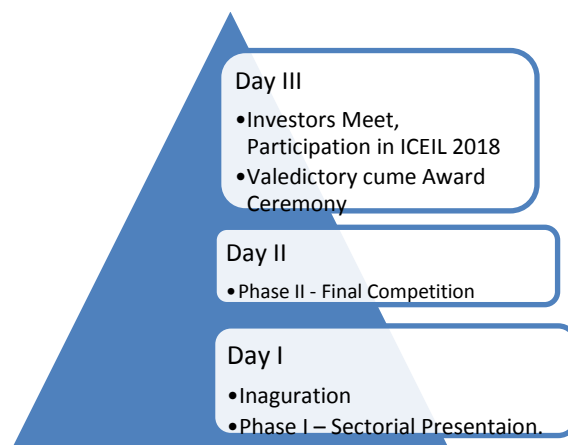 Day III
•Investors Meet,
Participation in ICEIL 2018
•Valedictory cume Award
Ceremony
Day II
•Phase II - Final Competition
Day I
•Inaguration
•Phase I – Sectorial Presentaion.